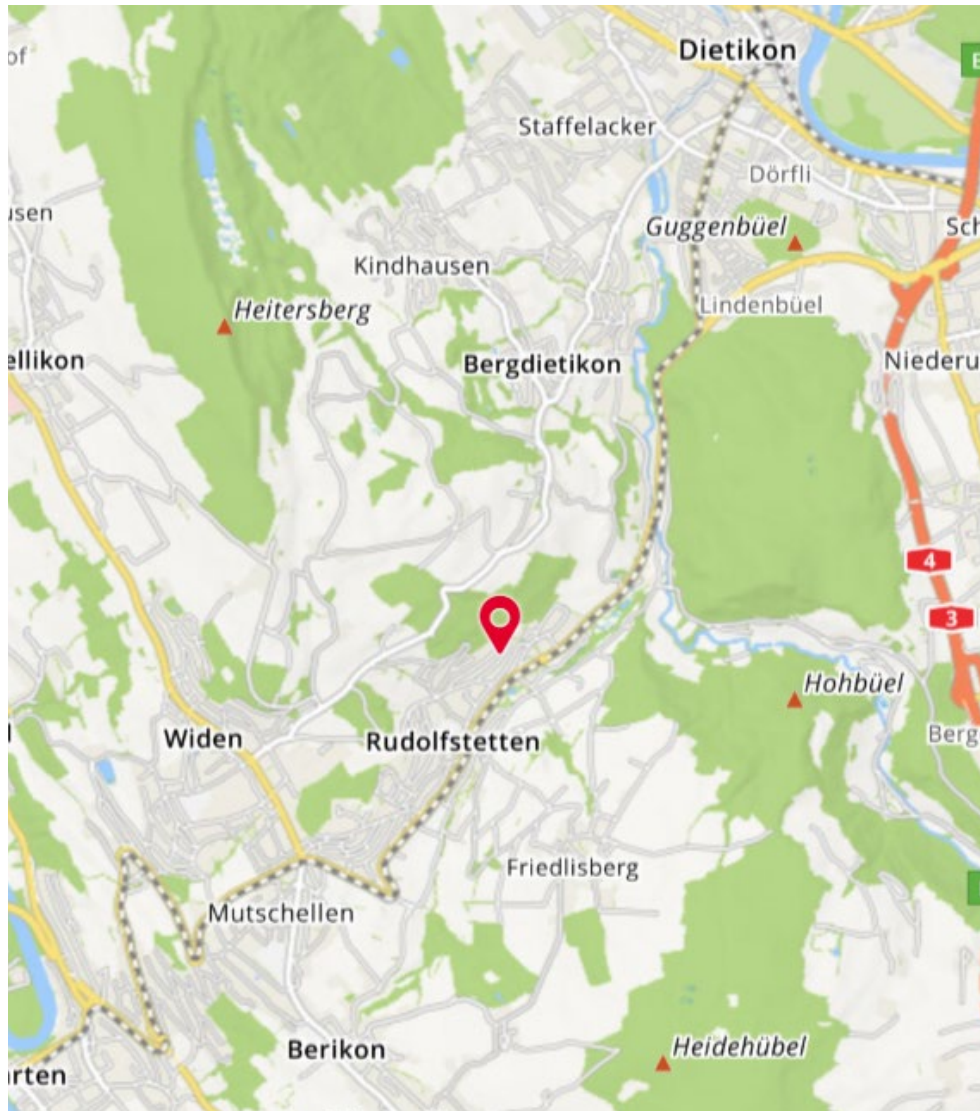 of
Dietikon
E
Staffelacker
Dörfli
usen
Guggenbüel
Sch
Kindhausen
Heitersberg
Lindenbüel
ellikon
Bergdietikon
Niederu
4
3
Hohbüel
Widen
Rudolfstetten
Berg
Friedlisberg
Mutschellen
Berikon
Heidehübel
rten